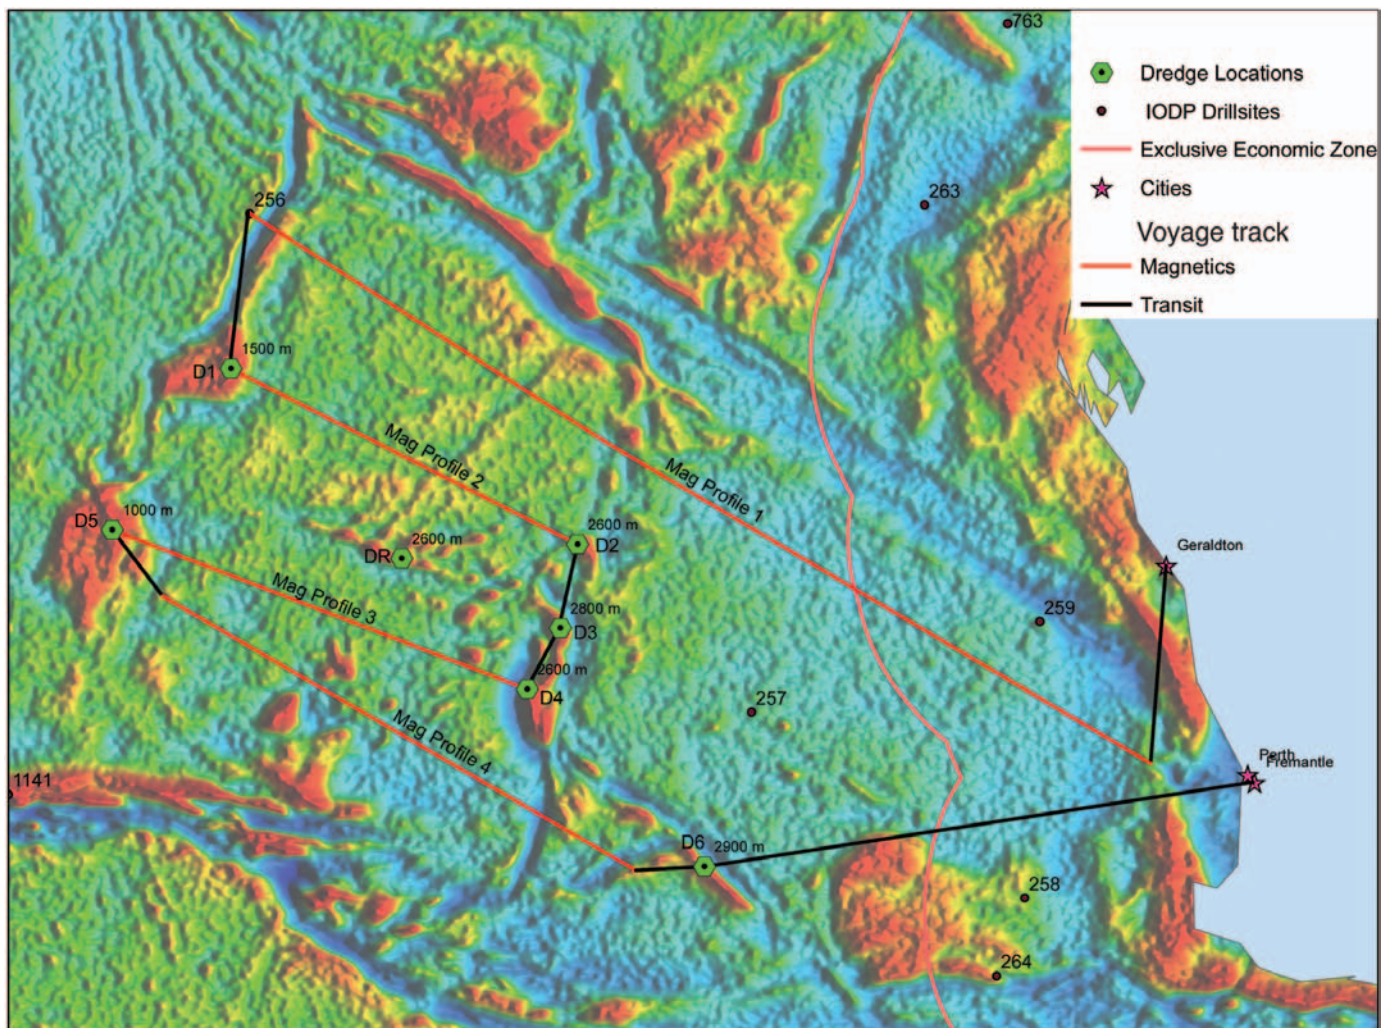 763
Dredge Locations
IODP Drillsites
Exclusive Economic Zone
Cities
Voyage track
Magnetics
Transit
256
263
1500 m
D1
Mag Profile 2
Mag Profile 1
D5
1000 m
DR
2600 m
2600 m
D2
Geraldton
Mag Profile 3
2800 m
D3
259
2600 m
D4
257
Mag Profile 4
Perth
Fremantle
1141
D6
2900 m
258
264